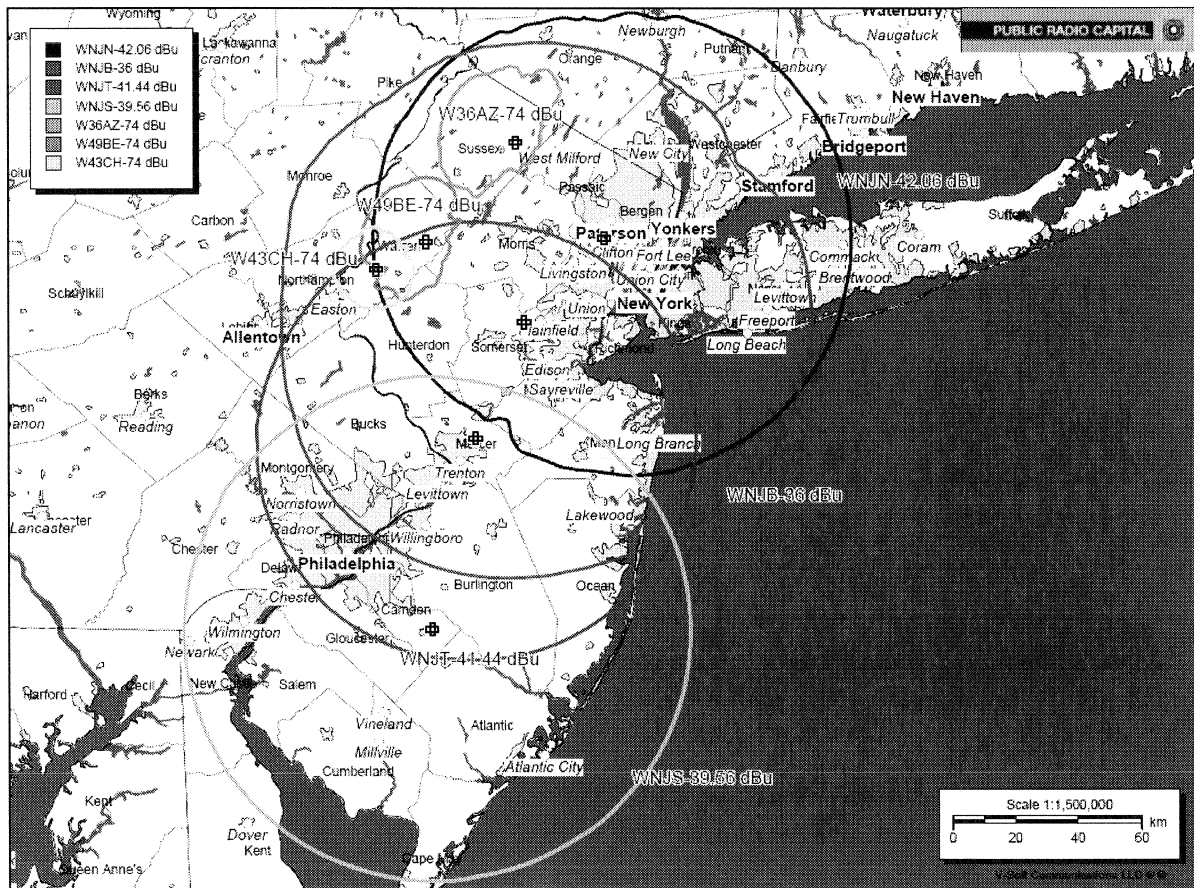 PUBLIC RADIO CAPITAL
WNJN-42.06 dBu
WNJB-36 dBu
WNJT-41.44 dBu
WNJS-39.56 dBu
W36AZ-74 dBu
W49BE-74 dBu
W43CH-74 dBu
Wyoming
Lackawanna
Pike
Orange
Newburgh
Putnam
Danbury
Waterbury
Naugatuck
New Haven
New Haven
Trumbull
Bridgeport
W36AZ-74 dBu
Sussex
West Milford
New City
Westchester
Stamford
WNJN-42.06 dBu
Monroe
Passaic
Bergen
Carbon
W49BE-74 dBu
Morris
Paterson
Yonkers
Clifton
Fort Lee
W43CH-74 dBu
Northampton
Livingston
Union City
Commack
Coram
Brentwood
Schuylkill
Easton
Union
New York
Kings
Levittown
Freeport
Allentown
Hunterdon
Somerset
Plainfield
Richmond
Long Beach
Edison
Sayreville
Berks
Reading
Bucks
Mercer
Long Branch
Trenton
Montgomery
Levittown
WNJB-36 dBu
Norristown
Lakewood
Lancaster
Radnor
Willingboro
Chester
Philadelphia
Burlington
Ocean
Chester
Camden
Wilmington
Gloucester
Newark
WNJT-41-44 dBu
Harford
Cecil
Salem
Vineland
Atlantic
Millville
Cumberland
Atlantic City
WNJS-39.56 dBu
Kent
Dover
Kent
Cape May
Queen Anne's
Scale 1:1,500,000
0 20 40 60 km
V-Soft Communications LLC ® ©